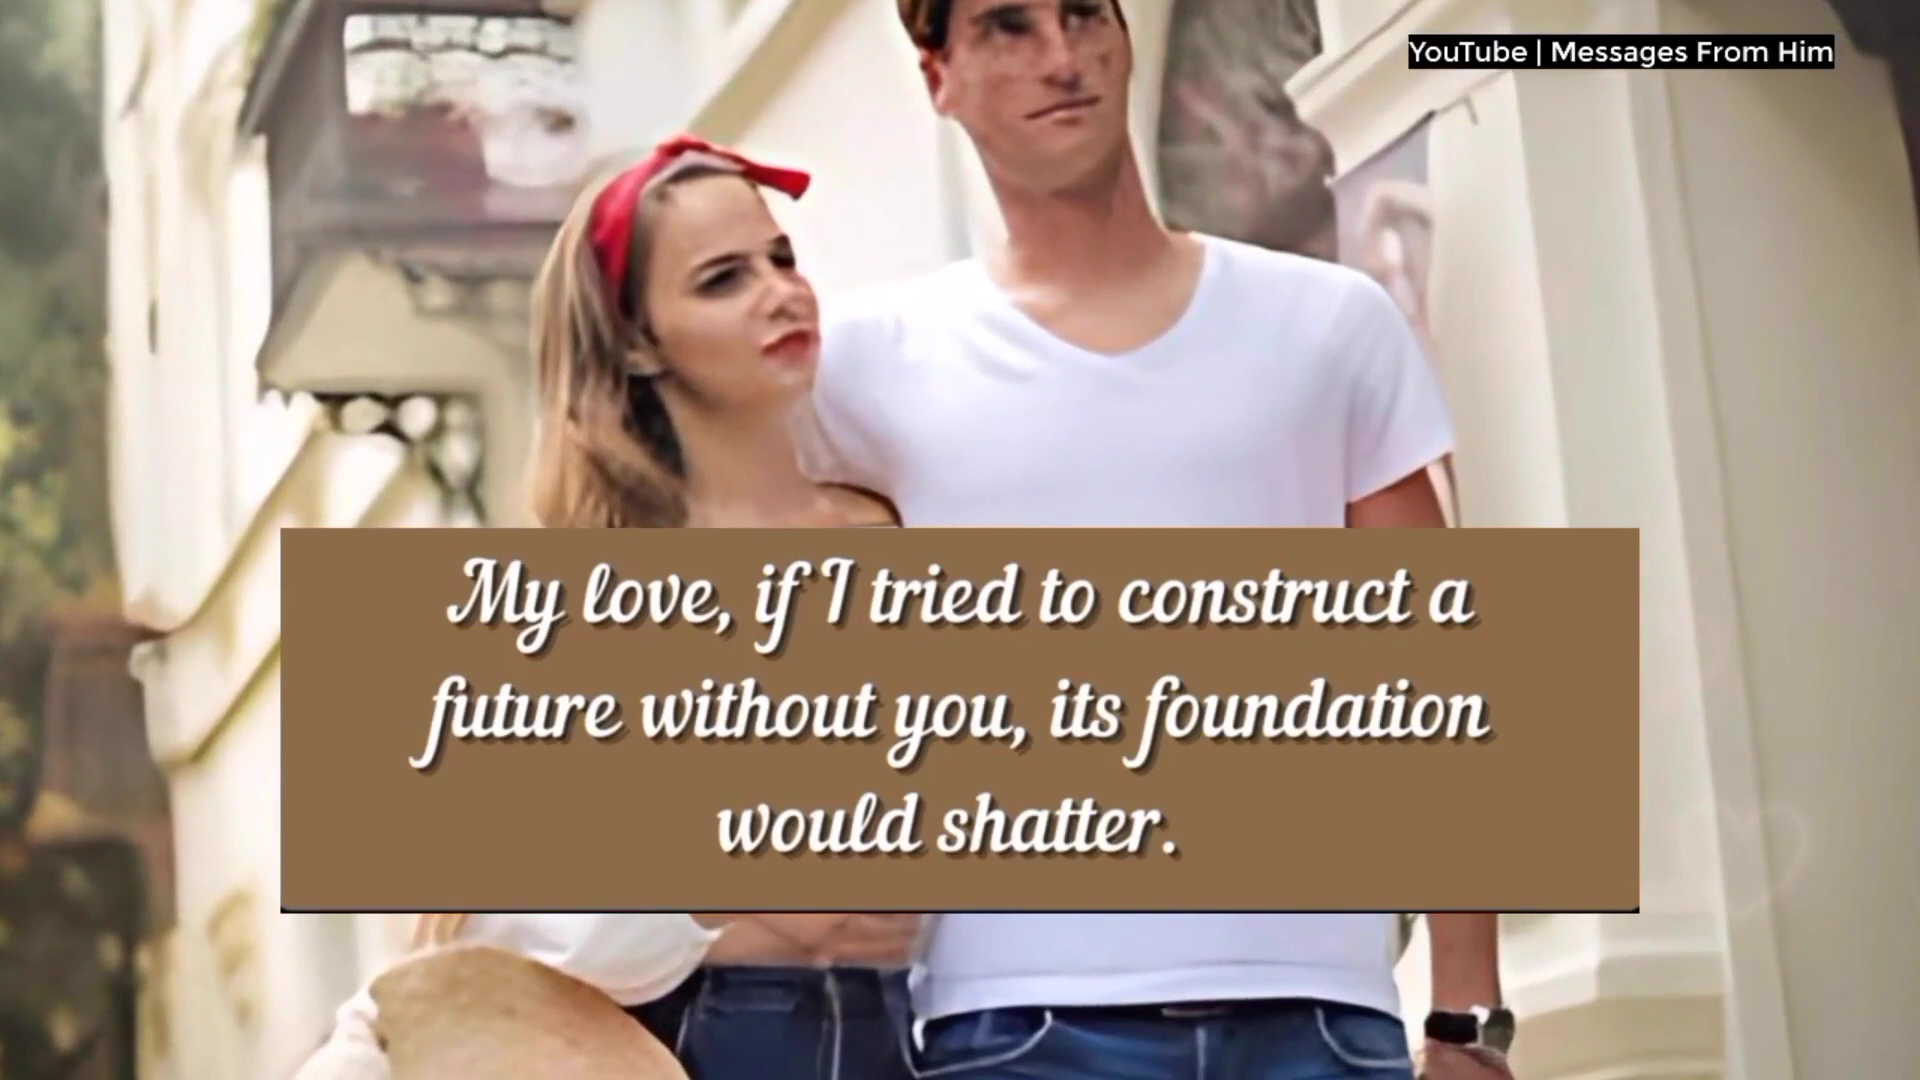 YouTube | Messages From Him
My love, if I tried to construct a
future without you, its foundation
would shatter.